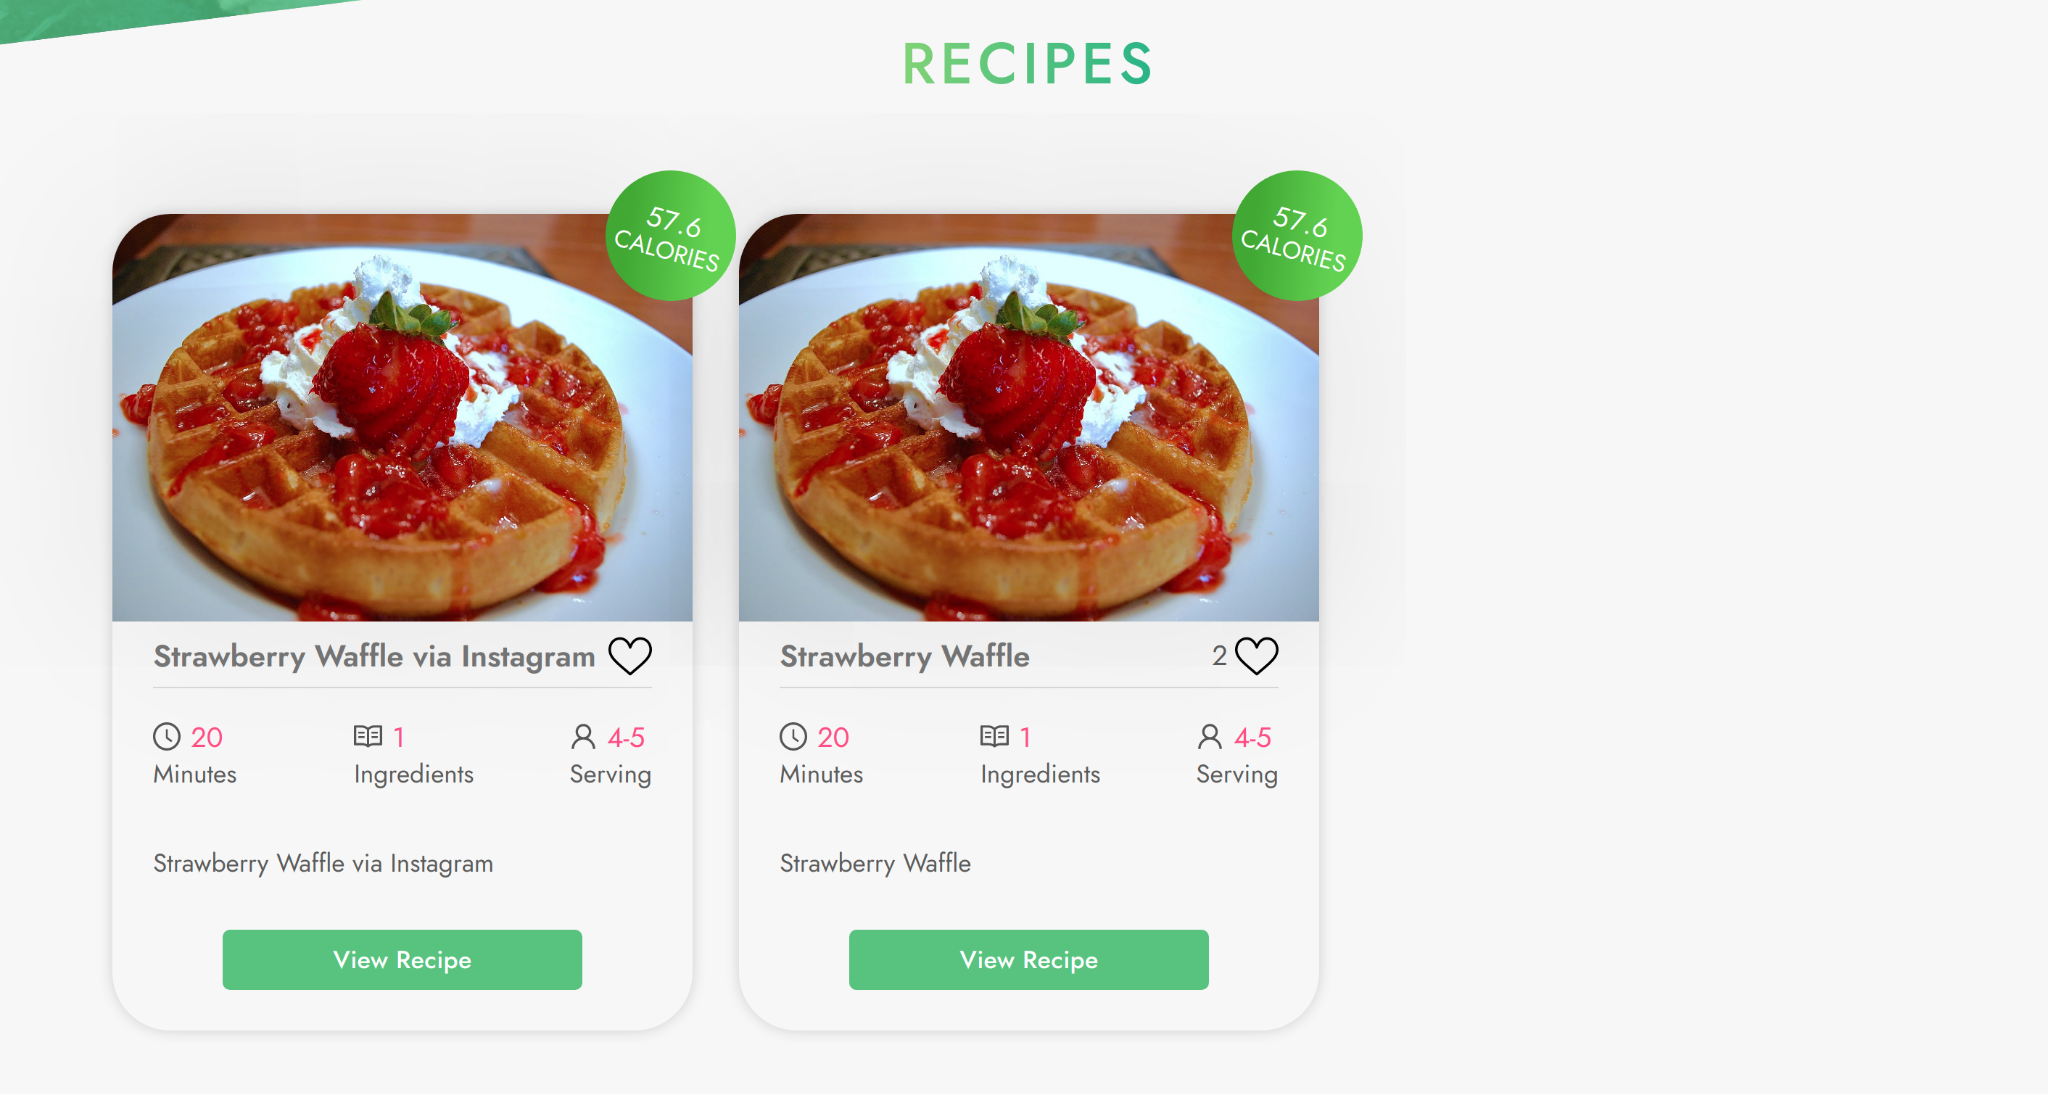 RECIPES
57.6
CALORIES
Strawberry Waffle via Instagram
20
Minutes
1
Ingredients
4-5
Serving
Strawberry Waffle via Instagram
View Recipe
57.6
CALORIES
Strawberry Waffle 2
20
Minutes
1
Ingredients
4-5
Serving
Strawberry Waffle
View Recipe